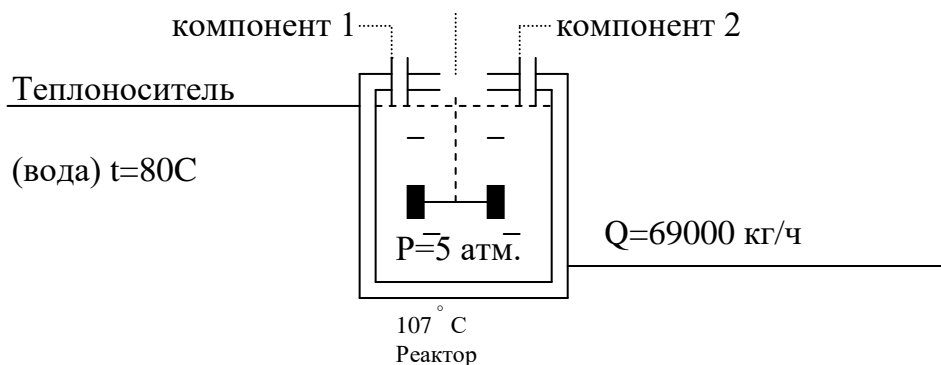 компонент 1
компонент 2
Теплоноситель
(вода) t=80С
P=5 атм.
Q=69000 кг/ч
107 ° С
Реактор